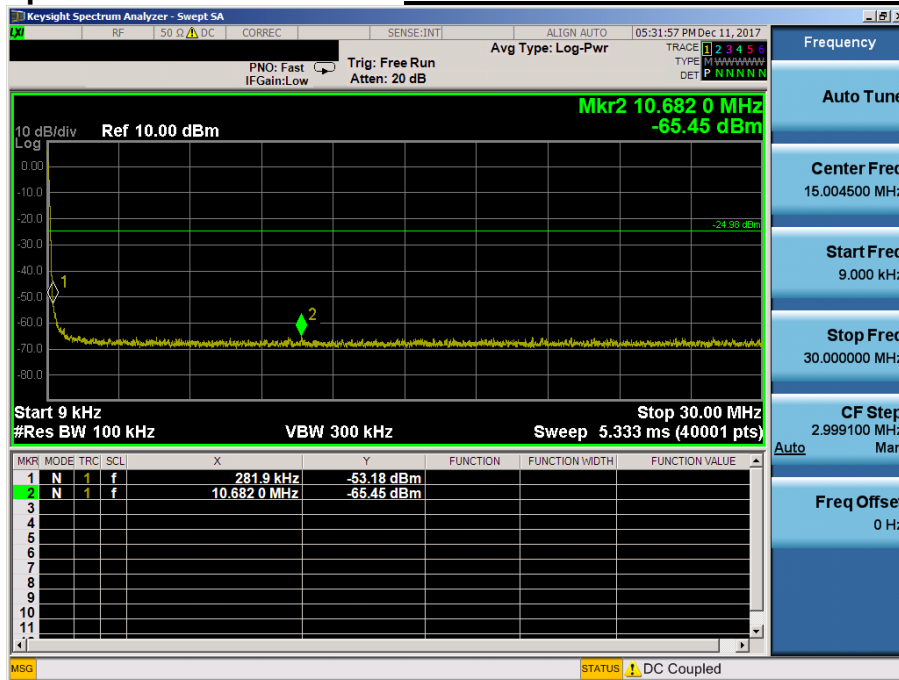 Keysight Spectrum Analyzer - Swept SA
LXI RF 50 Ω DC CORREC SENSE:INT ALIGN AUTO 05:31:57 PM Dec 11, 2017
Avg Type: Log-Pwr TRACE 1 2 3 4 5 6
PNO: Fast Trig: Free Run TYPE M WWWWW
IFGain:Low Atten: 20 dB DET P N N N N N
Mkr2 10.682 0 MHz
10 dB/div Ref 10.00 dBm -65.45 dBm
Log
0.00
-10.0
-20.0
-24.98 dBm
-30.0
-40.0
1
-50.0
2
-60.0
-70.0
-80.0
Start 9 kHz Stop 30.00 MHz
#Res BW 100 kHz VBW 300 kHz Sweep 5.333 ms (40001 pts)
MKR MODE TRC SCL X Y FUNCTION FUNCTION WIDTH FUNCTION VALUE
1 N 1 f 281.9 kHz -53.18 dBm
2 N 1 f 10.682 0 MHz -65.45 dBm
3
4
5
6
7
8
9
10
11
MSG STATUS DC Coupled
Frequency
Auto Tune
Center Freq
15.004500 MHz
Start Freq
9.000 kHz
Stop Freq
30.000000 MHz
CF Step
2.999100 MHz
Auto Man
Freq Offset
0 Hz